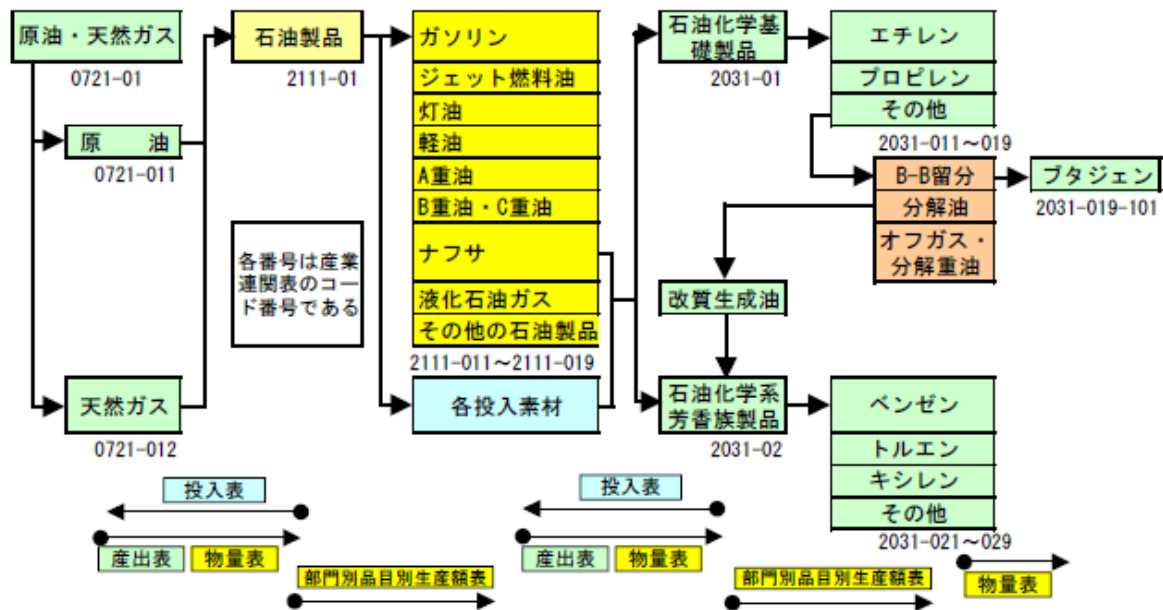 原油・天然ガス
0721-01
原　油
0721-011
天然ガス
0721-012
石油製品
2111-01
各番号は産業
連関表のコー
ド番号である
ガソリン
ジェット燃料油
灯油
軽油
A重油
B重油・C重油
ナフサ
液化石油ガス
その他の石油製品
2111-011～2111-019
各投入素材
石油化学基
礎製品
2031-01
エチレン
プロピレン
その他
2031-011～019
B-B留分
分解油
オフガス・
分解重油
ブタジェン
2031-019-101
改質生成油
石油化学系
芳香族製品
2031-02
ベンゼン
トルエン
キシレン
その他
2031-021～029
投入表
産出表
物量表
部門別品目別生産額表
投入表
産出表
物量表
部門別品目別生産額表
物量表